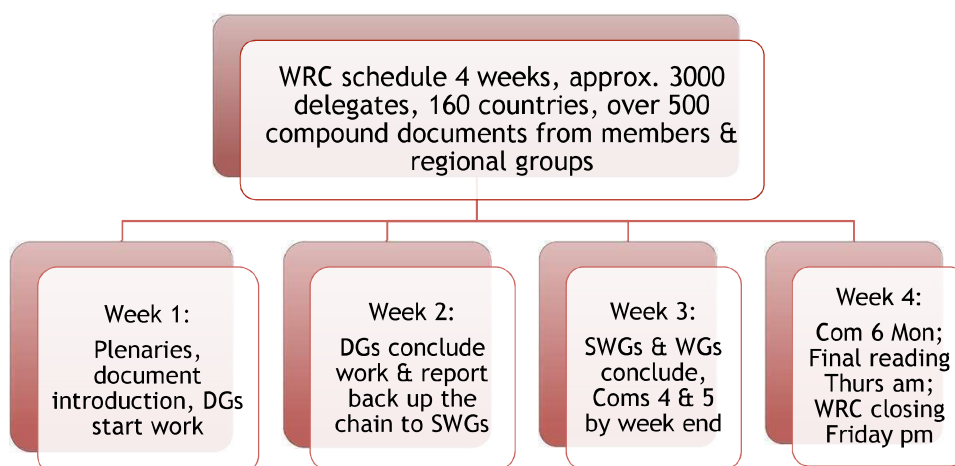 WRC schedule 4 weeks, approx. 3000
delegates, 160 countries, over 500
compound documents from members &
regional groups
Week 1:
Plenaries,
document
introduction, DGs
start work
Week 2:
DGs conclude
work & report
back up the
chain to SWGs
Week 3:
SWGs & WGs
conclude,
Coms 4 & 5
by week end
Week 4:
Com 6 Mon;
Final reading
Thurs am;
WRC closing
Friday pm